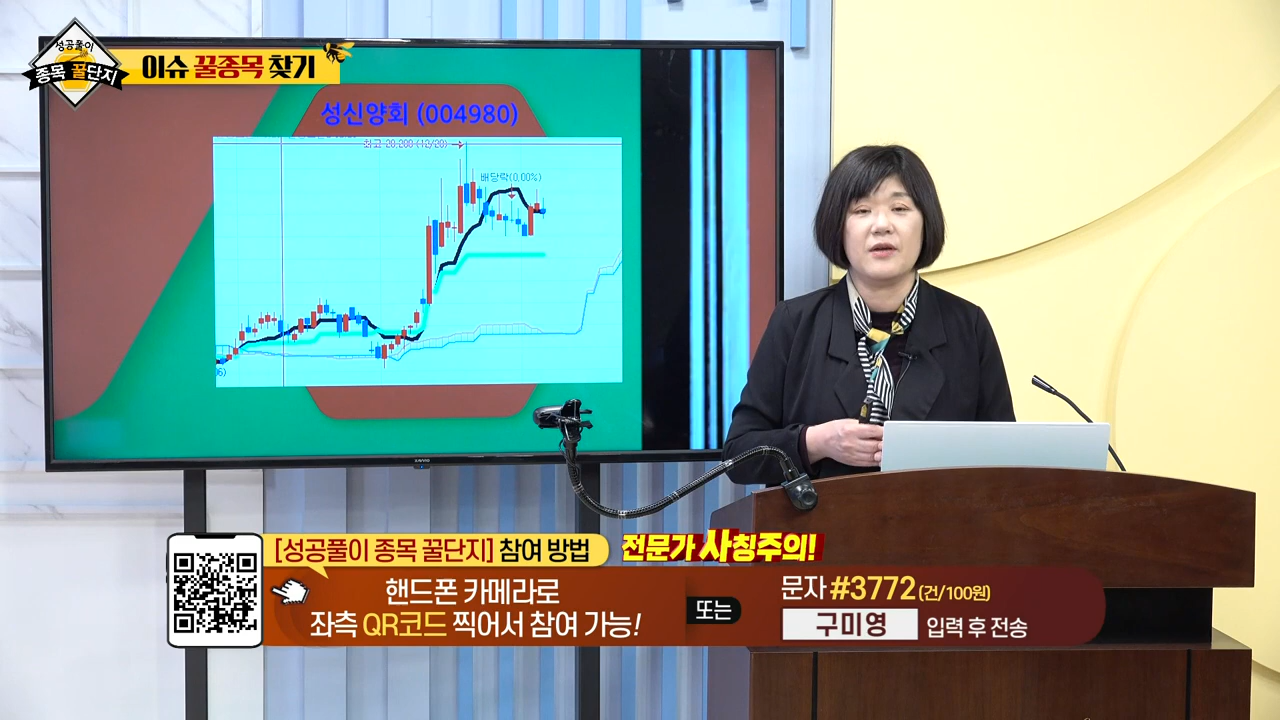 성공풀이
종목 꿀단지
이슈 꿀종목 찾기
성신양회 (004980)
최고 20,200 (12/20)
배당락(0.00%)
[성공풀이 종목 꿀단지] 참여 방법
전문가 사칭주의!
핸드폰 카메라로
좌측 QR코드 찍어서 참여 가능!
또는
문자 #3772 (건/100원)
구미영 입력 후 전송